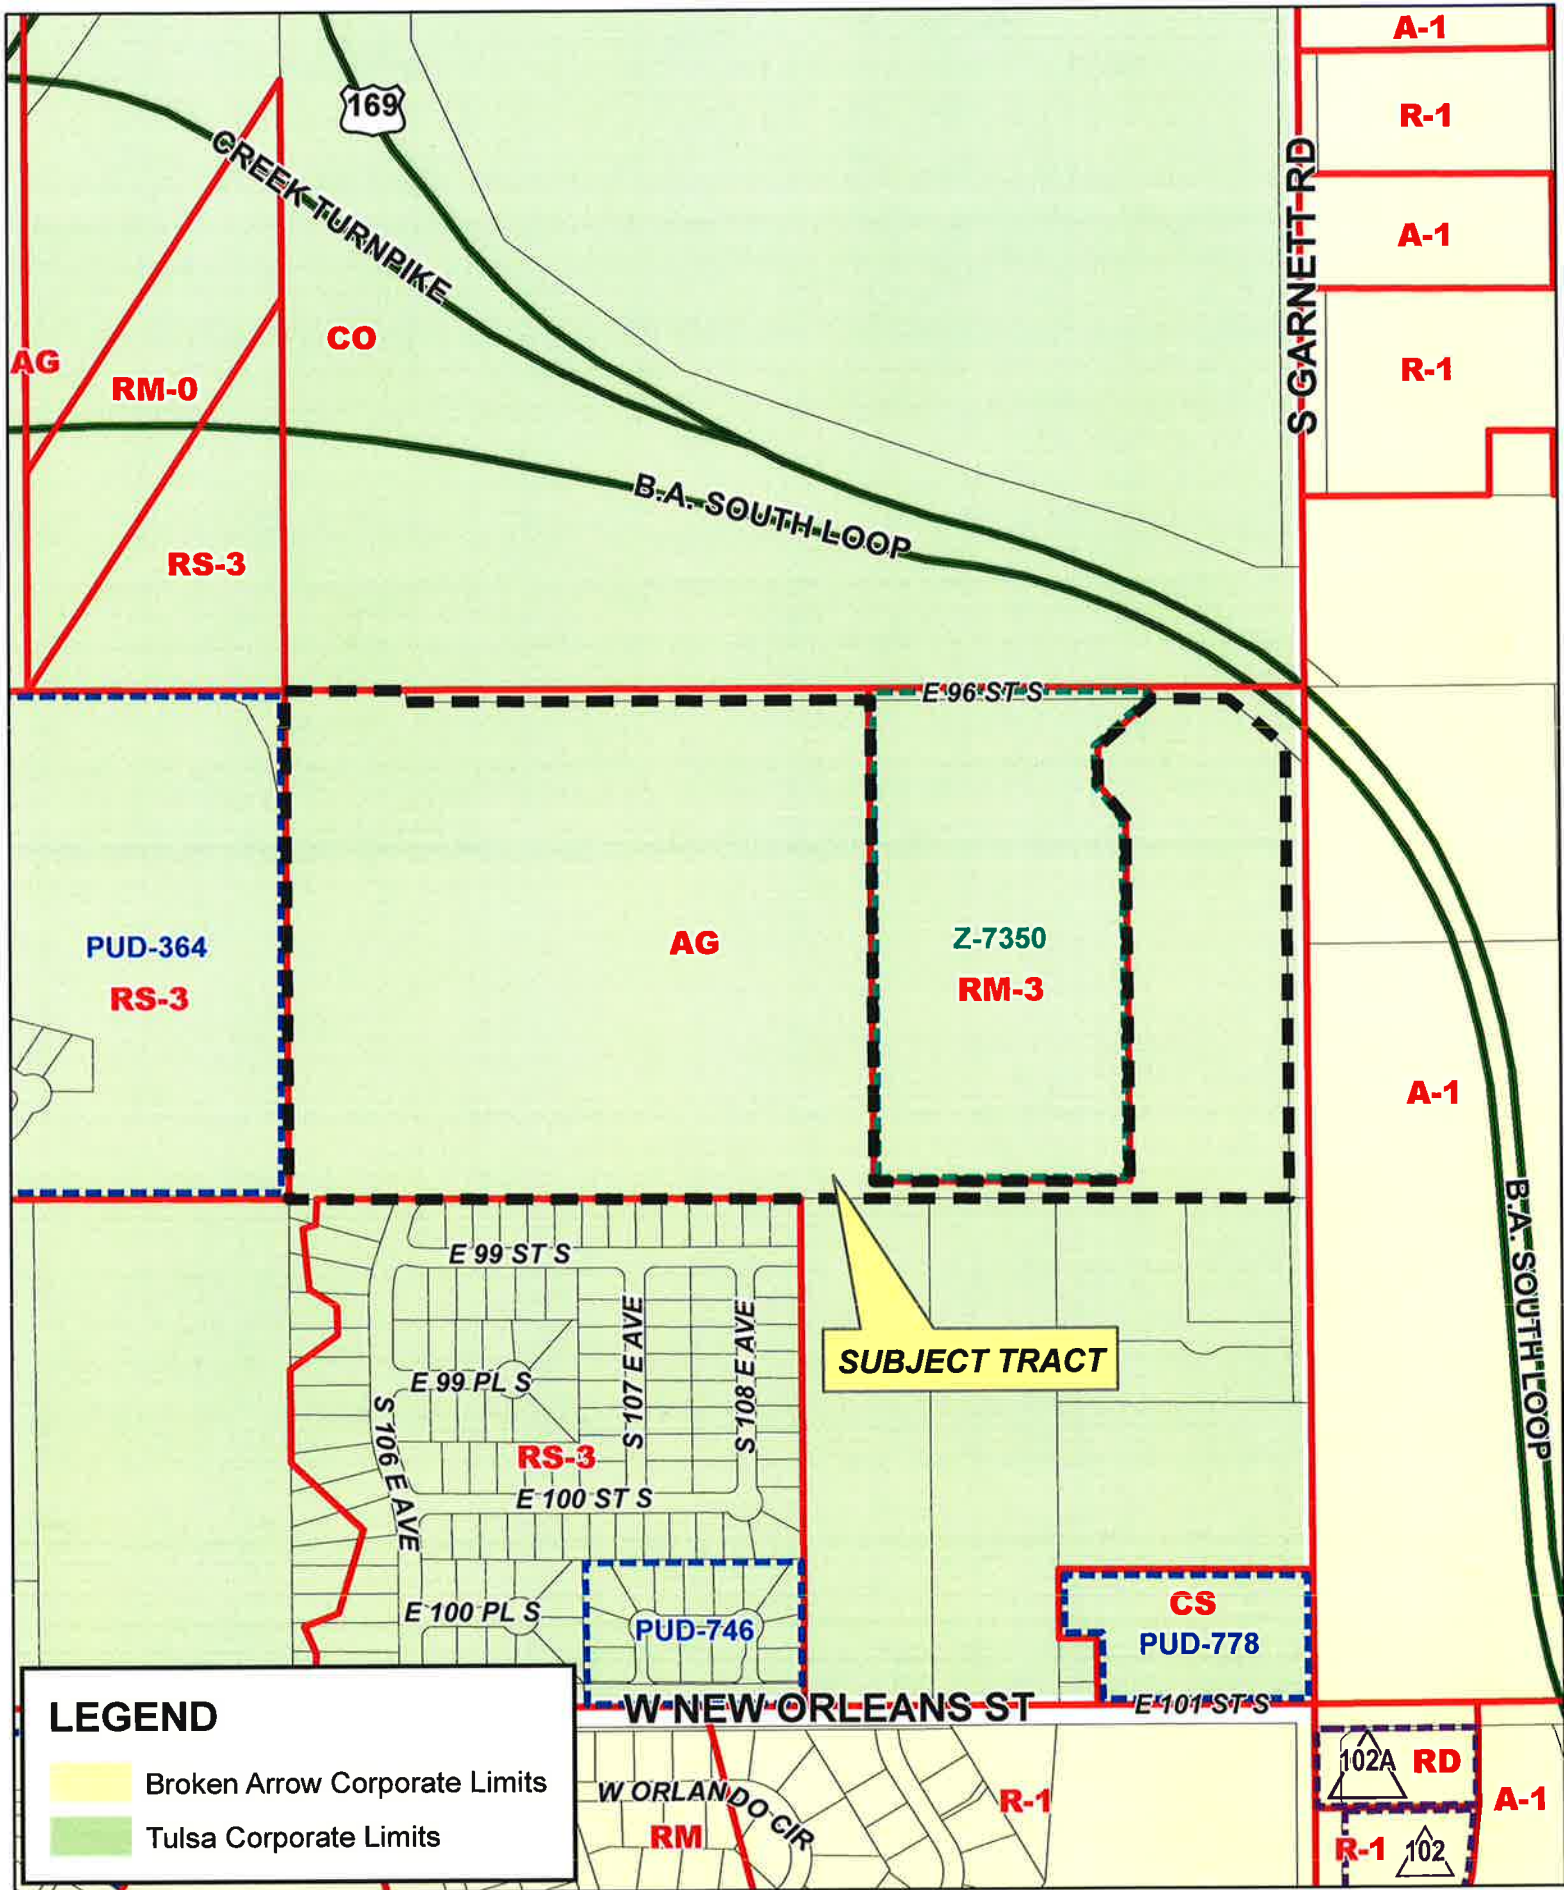 A-1
169
R-1
CREEK TURNPIKE
S GARNETT RD
A-1
CO
AG
RM-0
R-1
B.A. SOUTH LOOP
RS-3
E 96 ST S
PUD-364
RS-3
AG
Z-7350
RM-3
A-1
B.A. SOUTH LOOP
E 99 ST S
S 107 E AVE
S 108 E AVE
SUBJECT TRACT
E 99 PL S
S 106 E AVE
RS-3
E 100 ST S
E 100 PL S
PUD-746
CS
PUD-778
W NEW ORLEANS ST
E 101 ST S
LEGEND
Broken Arrow Corporate Limits
Tulsa Corporate Limits
W ORLANDO CIR
RM
R-1
102A
RD
A-1
R-1
102